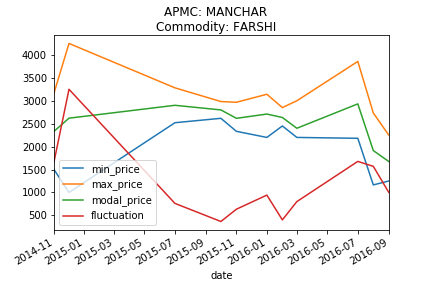 APMC: MANCHAR
Commodity: FARSHI
4000
3500
3000
2500
2000
1500
1000
500
min_price
max_price
modal_price
fluctuation
2014-11
2015-01
2015-03
2015-05
2015-07
2015-09
2015-11
2016-01
2016-03
2016-05
2016-07
2016-09
date